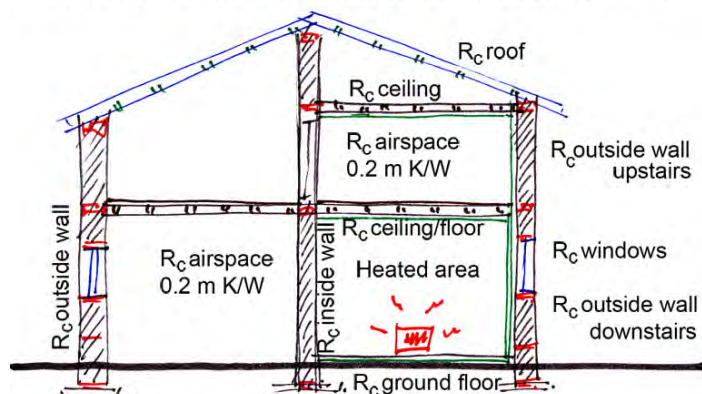 Rc roof
Rc ceiling
Rc airspace
0.2 m K/W
Rc outside wall
upstairs
Rc ceiling/floor
Rc airspace
0.2 m K/W
Heated area
Rc windows
Rc outside wall
downstairs
Rc outside wall
Rc inside wall
Rc ground floor